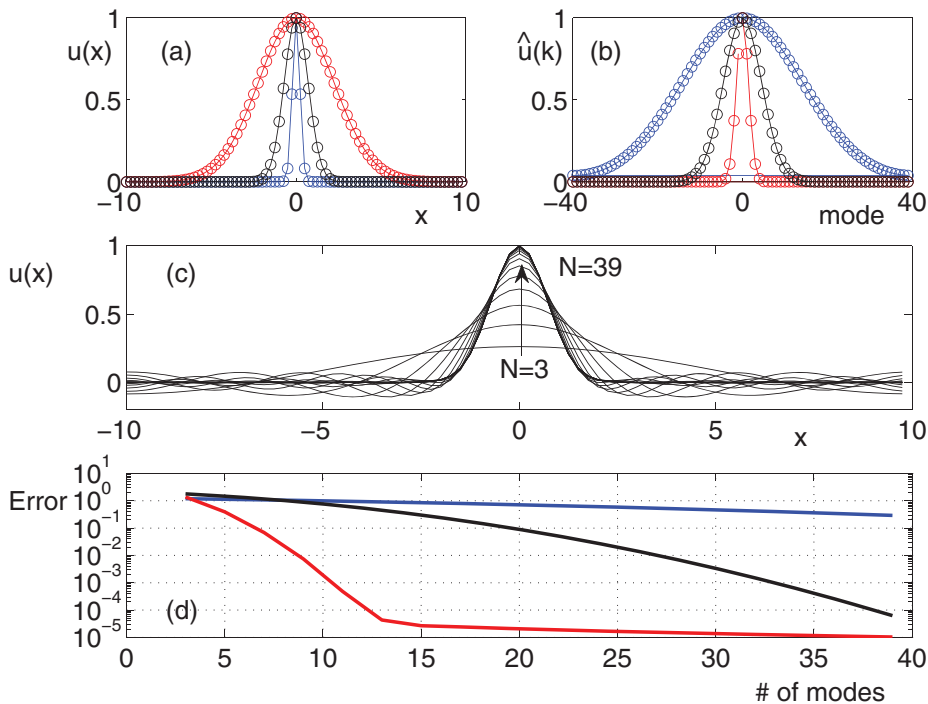 1
u(x)
(a)
0.5
0
−10
0
x
10
1
û(k)
(b)
0.5
0
−40
0
mode
40
1
u(x)
(c)
N=39
0.5
N=3
0
−10
−5
0
5
x
10
10^1
Error
10^0
10^-1
10^-2
10^-3
10^-4
(d)
10^-5
0
5
10
15
20
25
30
35
40
# of modes